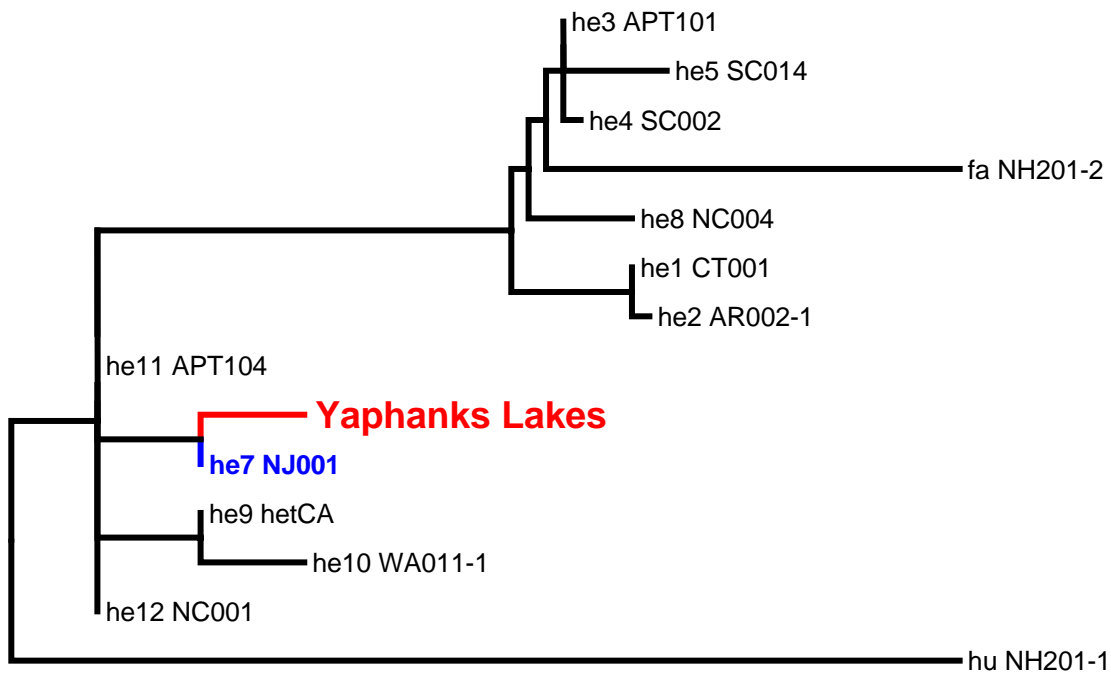 he3 APT101
he5 SC014
he4 SC002
fa NH201-2
he8 NC004
he1 CT001
he2 AR002-1
he11 APT104
Yaphanks Lakes
he7 NJ001
he9 hetCA
he10 WA011-1
he12 NC001
hu NH201-1